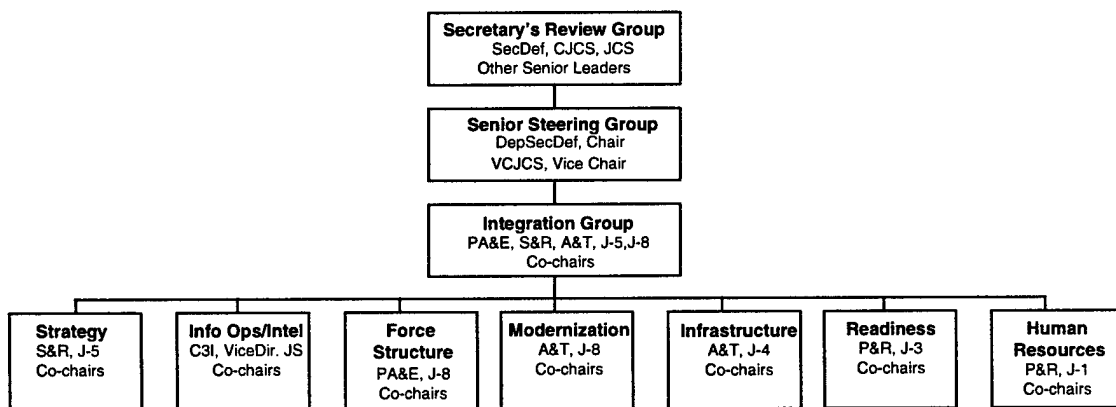 Secretary's Review Group
SecDef, CJCS, JCS
Other Senior Leaders
Senior Steering Group
DepSecDef, Chair
VCJCS, Vice Chair
Integration Group
PA&E, S&R, A&T, J-5,J-8
Co-chairs
Strategy
S&R, J-5
Co-chairs
Info Ops/Intel
C3I, ViceDir. JS
Co-chairs
Force
Structure
PA&E, J-8
Co-chairs
Modernization
A&T, J-8
Co-chairs
Infrastructure
A&T, J-4
Co-chairs
Readiness
P&R, J-3
Co-chairs
Human
Resources
P&R, J-1
Co-chairs